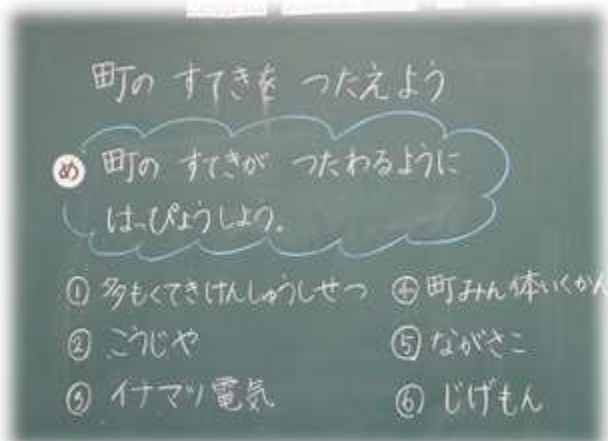 町の すてきを つたえよう
め 町の すてきが つたわるように
はっぴょうしよう。
① 多もくてきけんしゅうしせつ
② こうじや
③ イナマツ電気
④ 町みん体いくかん
⑤ ながさこ
⑥ じげもん